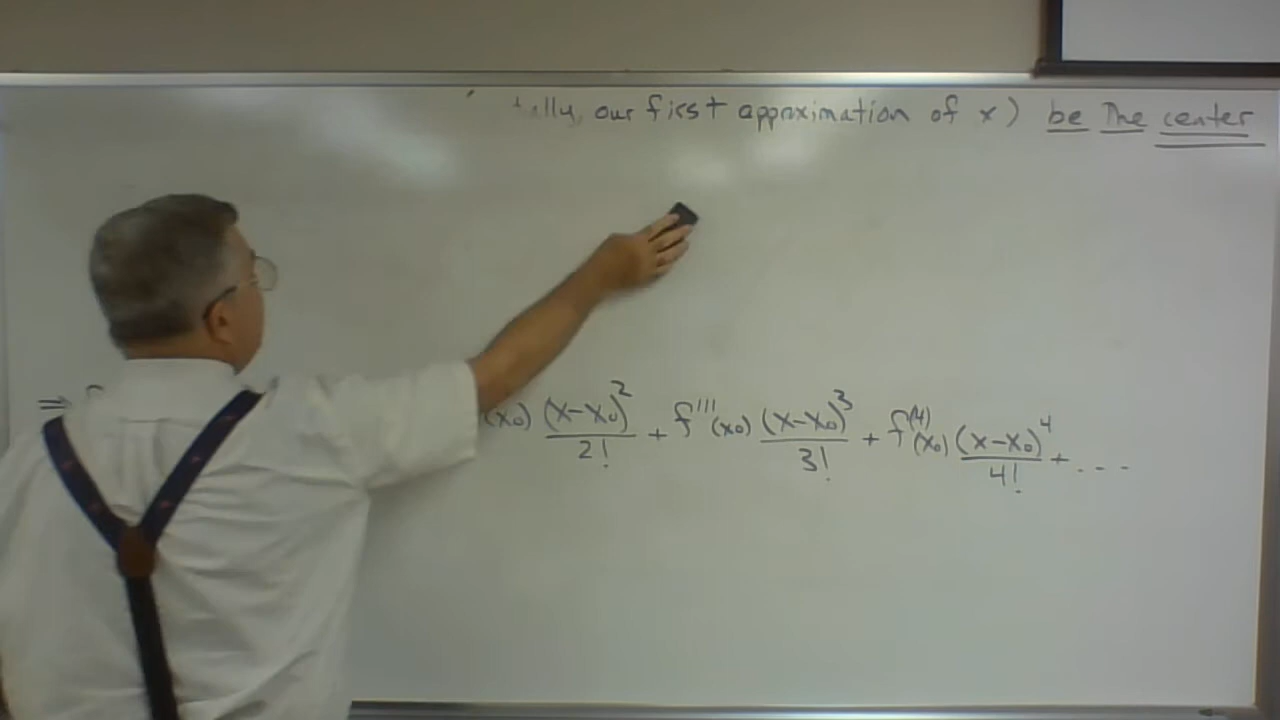 our first approximation of x) be The center
⇒ (x₀) (x-x₀)²/2! + f'''(x₀) (x-x₀)³/3! + f⁽⁴⁾(x₀) (x-x₀)⁴/4! + ...